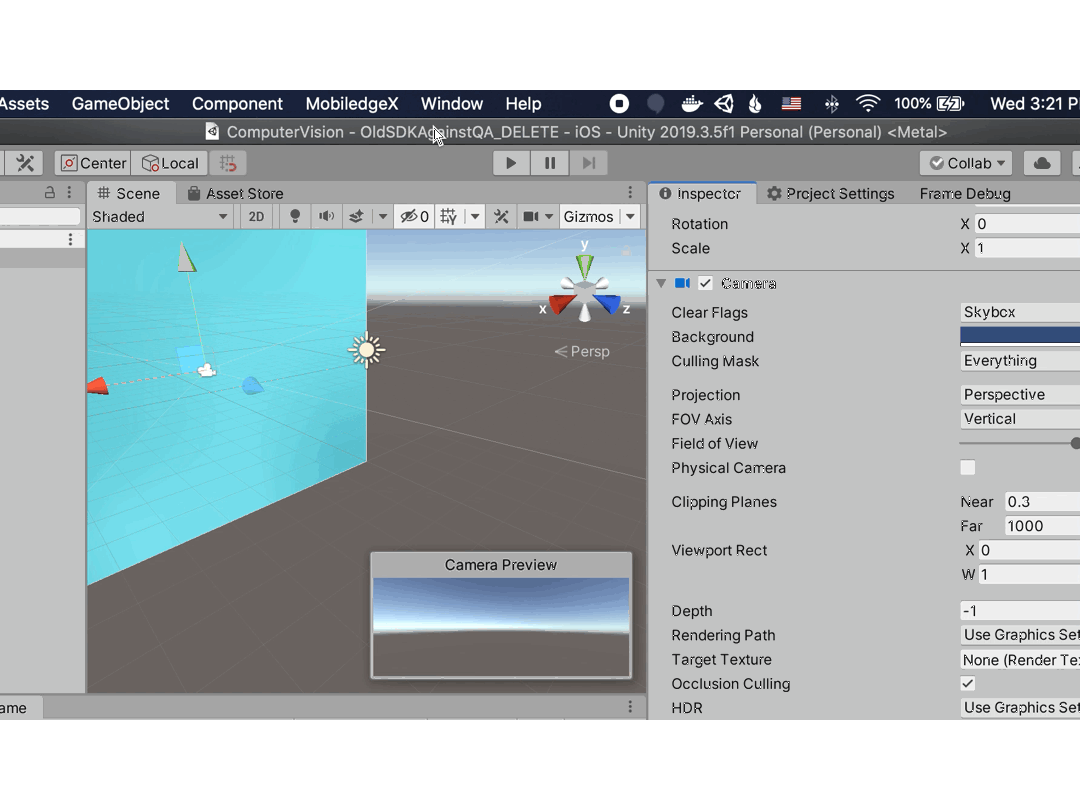 Assets GameObject Component MobiledgeX Window Help 100% Wed 3:21 P
ComputerVision - OldSDKAgainstQA_DELETE - iOS - Unity 2019.3.5f1 Personal (Personal) <Metal>
Center Local Collab
Scene Asset Store Inspector Project Settings Frame Debug
Shaded 2D 0 Gizmos
Rotation X 0
Scale X 1
y
x z
Persp
Camera
Clear Flags Skybox
Background
Culling Mask Everything
Projection Perspective
FOV Axis Vertical
Field of View
Physical Camera
Clipping Planes Near 0.3
Far 1000
Viewport Rect X 0
W 1
Camera Preview
Depth -1
Rendering Path Use Graphics Set
Target Texture None (Render Tex
Occlusion Culling
HDR Use Graphics Set
ame